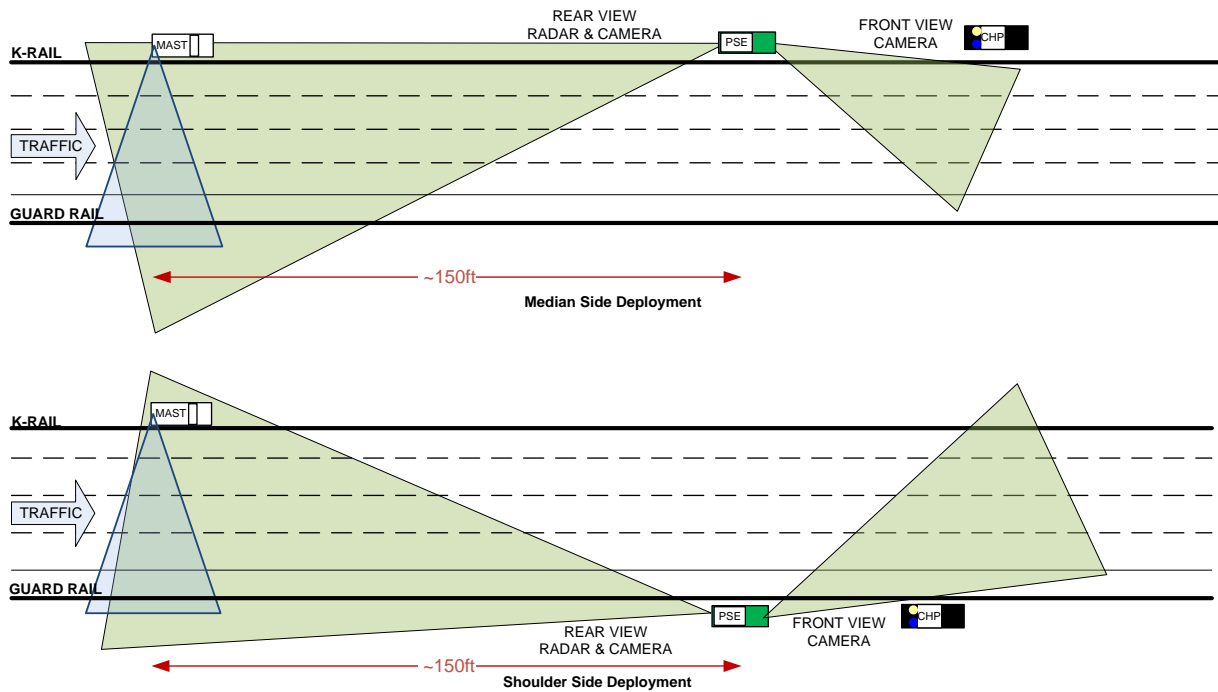 REAR VIEW
RADAR & CAMERA
FRONT VIEW
CAMERA
MAST
PSE
CHP
K-RAIL
TRAFFIC
GUARD RAIL
~150ft
Median Side Deployment
MAST
K-RAIL
TRAFFIC
GUARD RAIL
PSE
CHP
REAR VIEW
RADAR & CAMERA
FRONT VIEW
CAMERA
~150ft
Shoulder Side Deployment